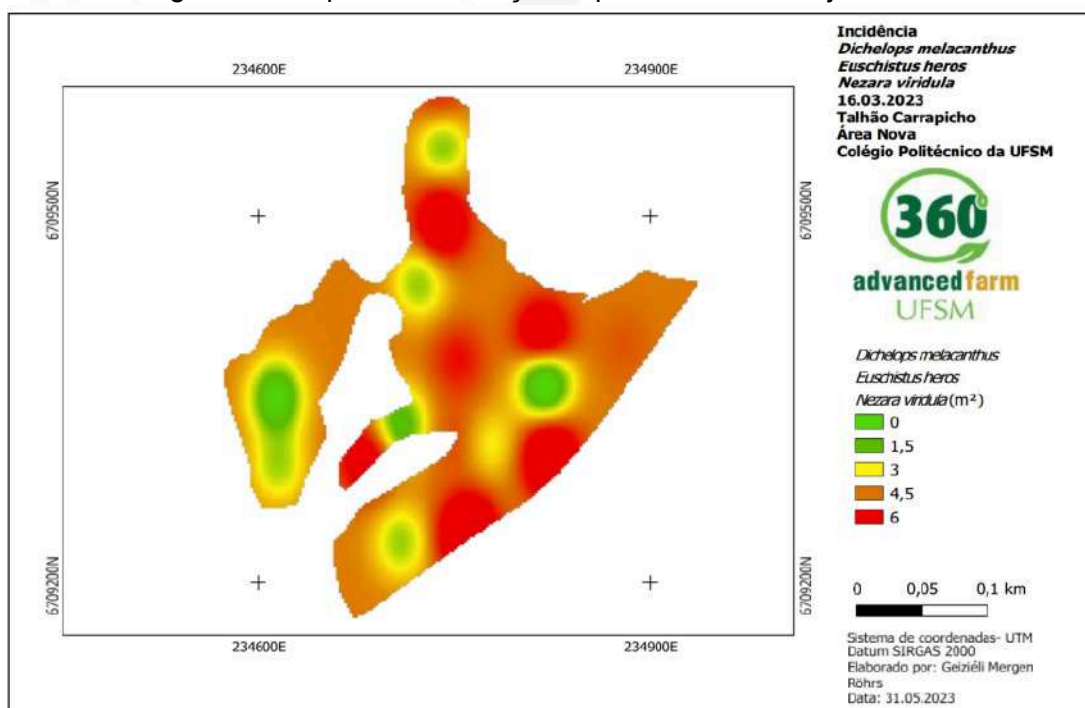 Incidência
Dichelops melacanthus
Euschistus heros
Nezara viridula
16.03.2023
Talhão Carrapicho
Área Nova
Colégio Politécnico da UFSM
234600E
234900E
6709500N
6709500N
6709200N
6709200N
234600E
234900E
360°
advanced farm
UFSM
Dichelops melacanthus
Euschistus heros
Nezara viridula (m²)
0
1,5
3
4,5
6
0 0,05 0,1 km
Sistema de coordenadas- UTM
Datum SIRGAS 2000
Elaborado por: Geiziéli Mergen
Röhrs
Data: 31.05.2023